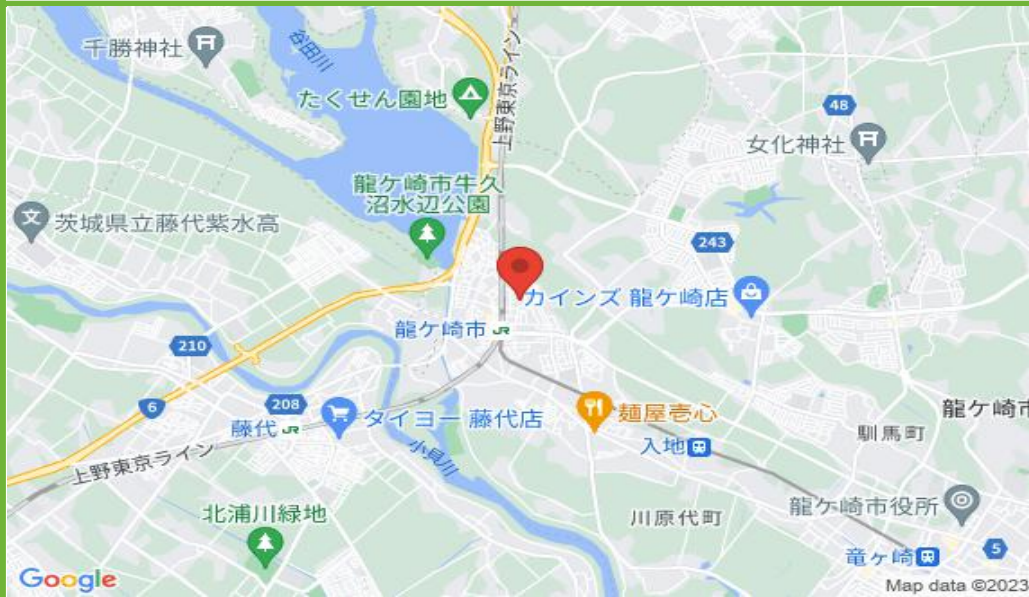 千勝神社
谷田川
上野東京ライン
たくせん園地
48
女化神社
龍ケ崎市牛久
沼水辺公園
文
茨城県立藤代紫水高
243
カインズ 龍ケ崎店
龍ケ崎市 JR
210
6
208
藤代 JR
タイヨー 藤代店
麺屋壱心
龍ケ崎市
馴馬町
入地
上野東京ライン
小貝川
北浦川緑地
川原代町
龍ケ崎市役所
竜ヶ崎
5
Google
Map data ©2023